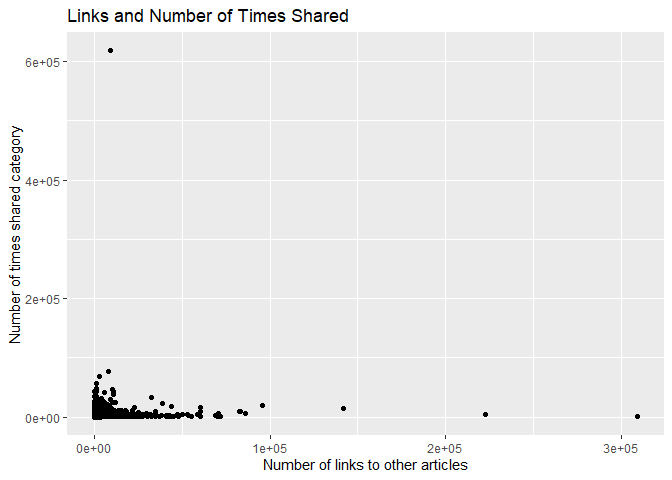 Links and Number of Times Shared
6e+05
4e+05
2e+05
0e+00
Number of times shared category
0e+00 1e+05 2e+05 3e+05
Number of links to other articles